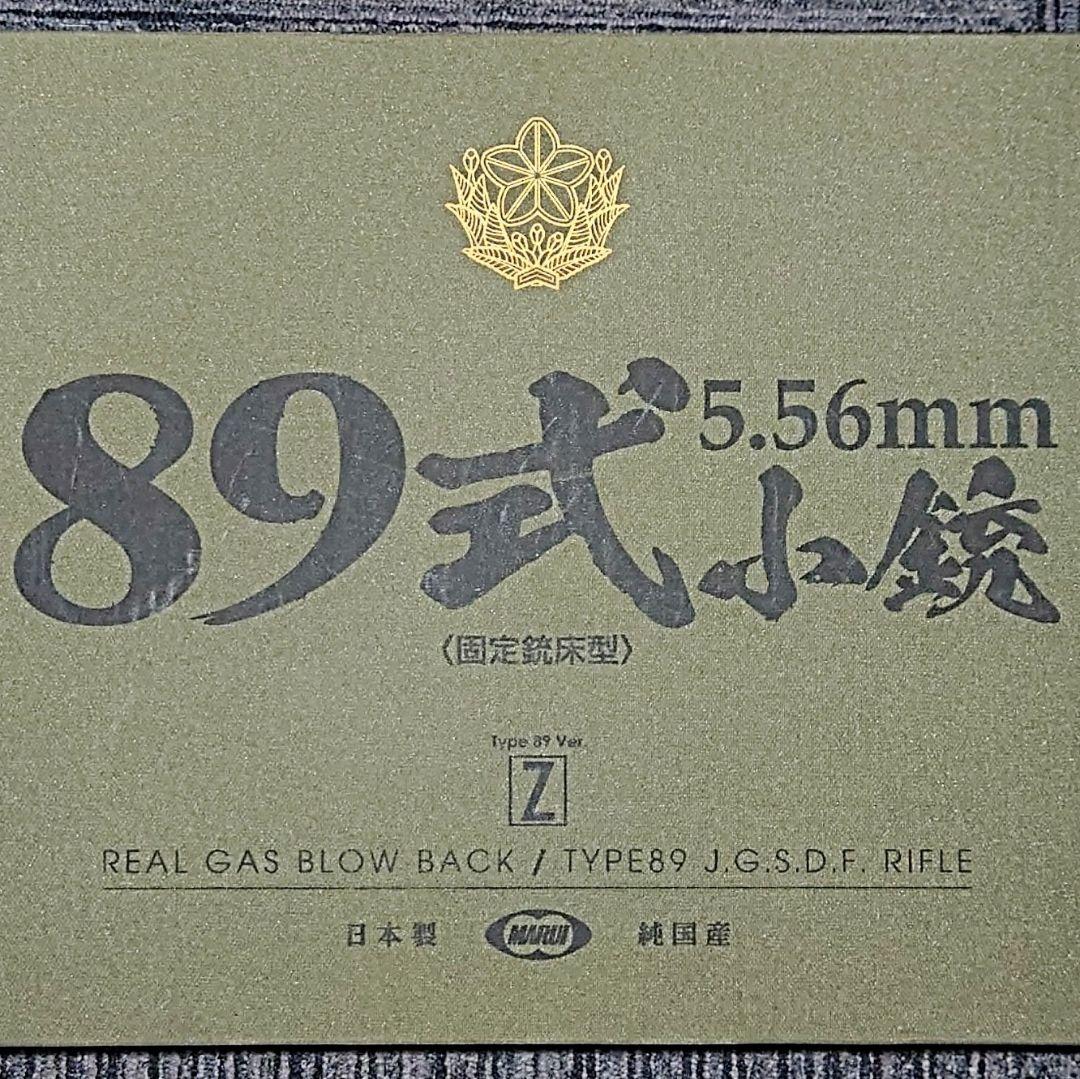 89式 5.56mm 小銃
〈固定銃床型〉
Type 89 Ver.
Z
REAL GAS BLOW BACK / TYPE89 J.G.S.D.F. RIFLE
日本製 MARUI 純国産